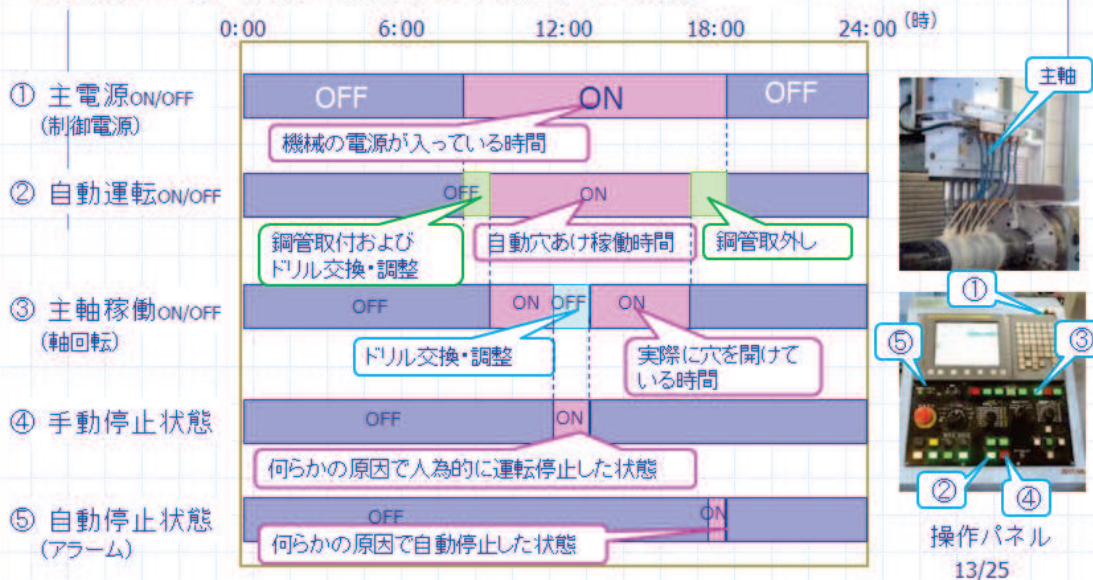 0:00 6:00 12:00 18:00 24:00 (時)
① 主電源ON/OFF
(制御電源)
OFF ON OFF
機械の電源が入っている時間
② 自動運転ON/OFF
OFF ON
鋼管取付および
ドリル交換・調整
自動穴あけ稼働時間
鋼管取外し
③ 主軸稼働ON/OFF
(軸回転)
OFF ON OFF ON
ドリル交換・調整
実際に穴を開けて
いる時間
④ 手動停止状態
OFF ON
何らかの原因で人為的に運転停止した状態
⑤ 自動停止状態
(アラーム)
OFF ON
何らかの原因で自動停止した状態
主軸
①
⑤
③
②
④
操作パネル
13/25